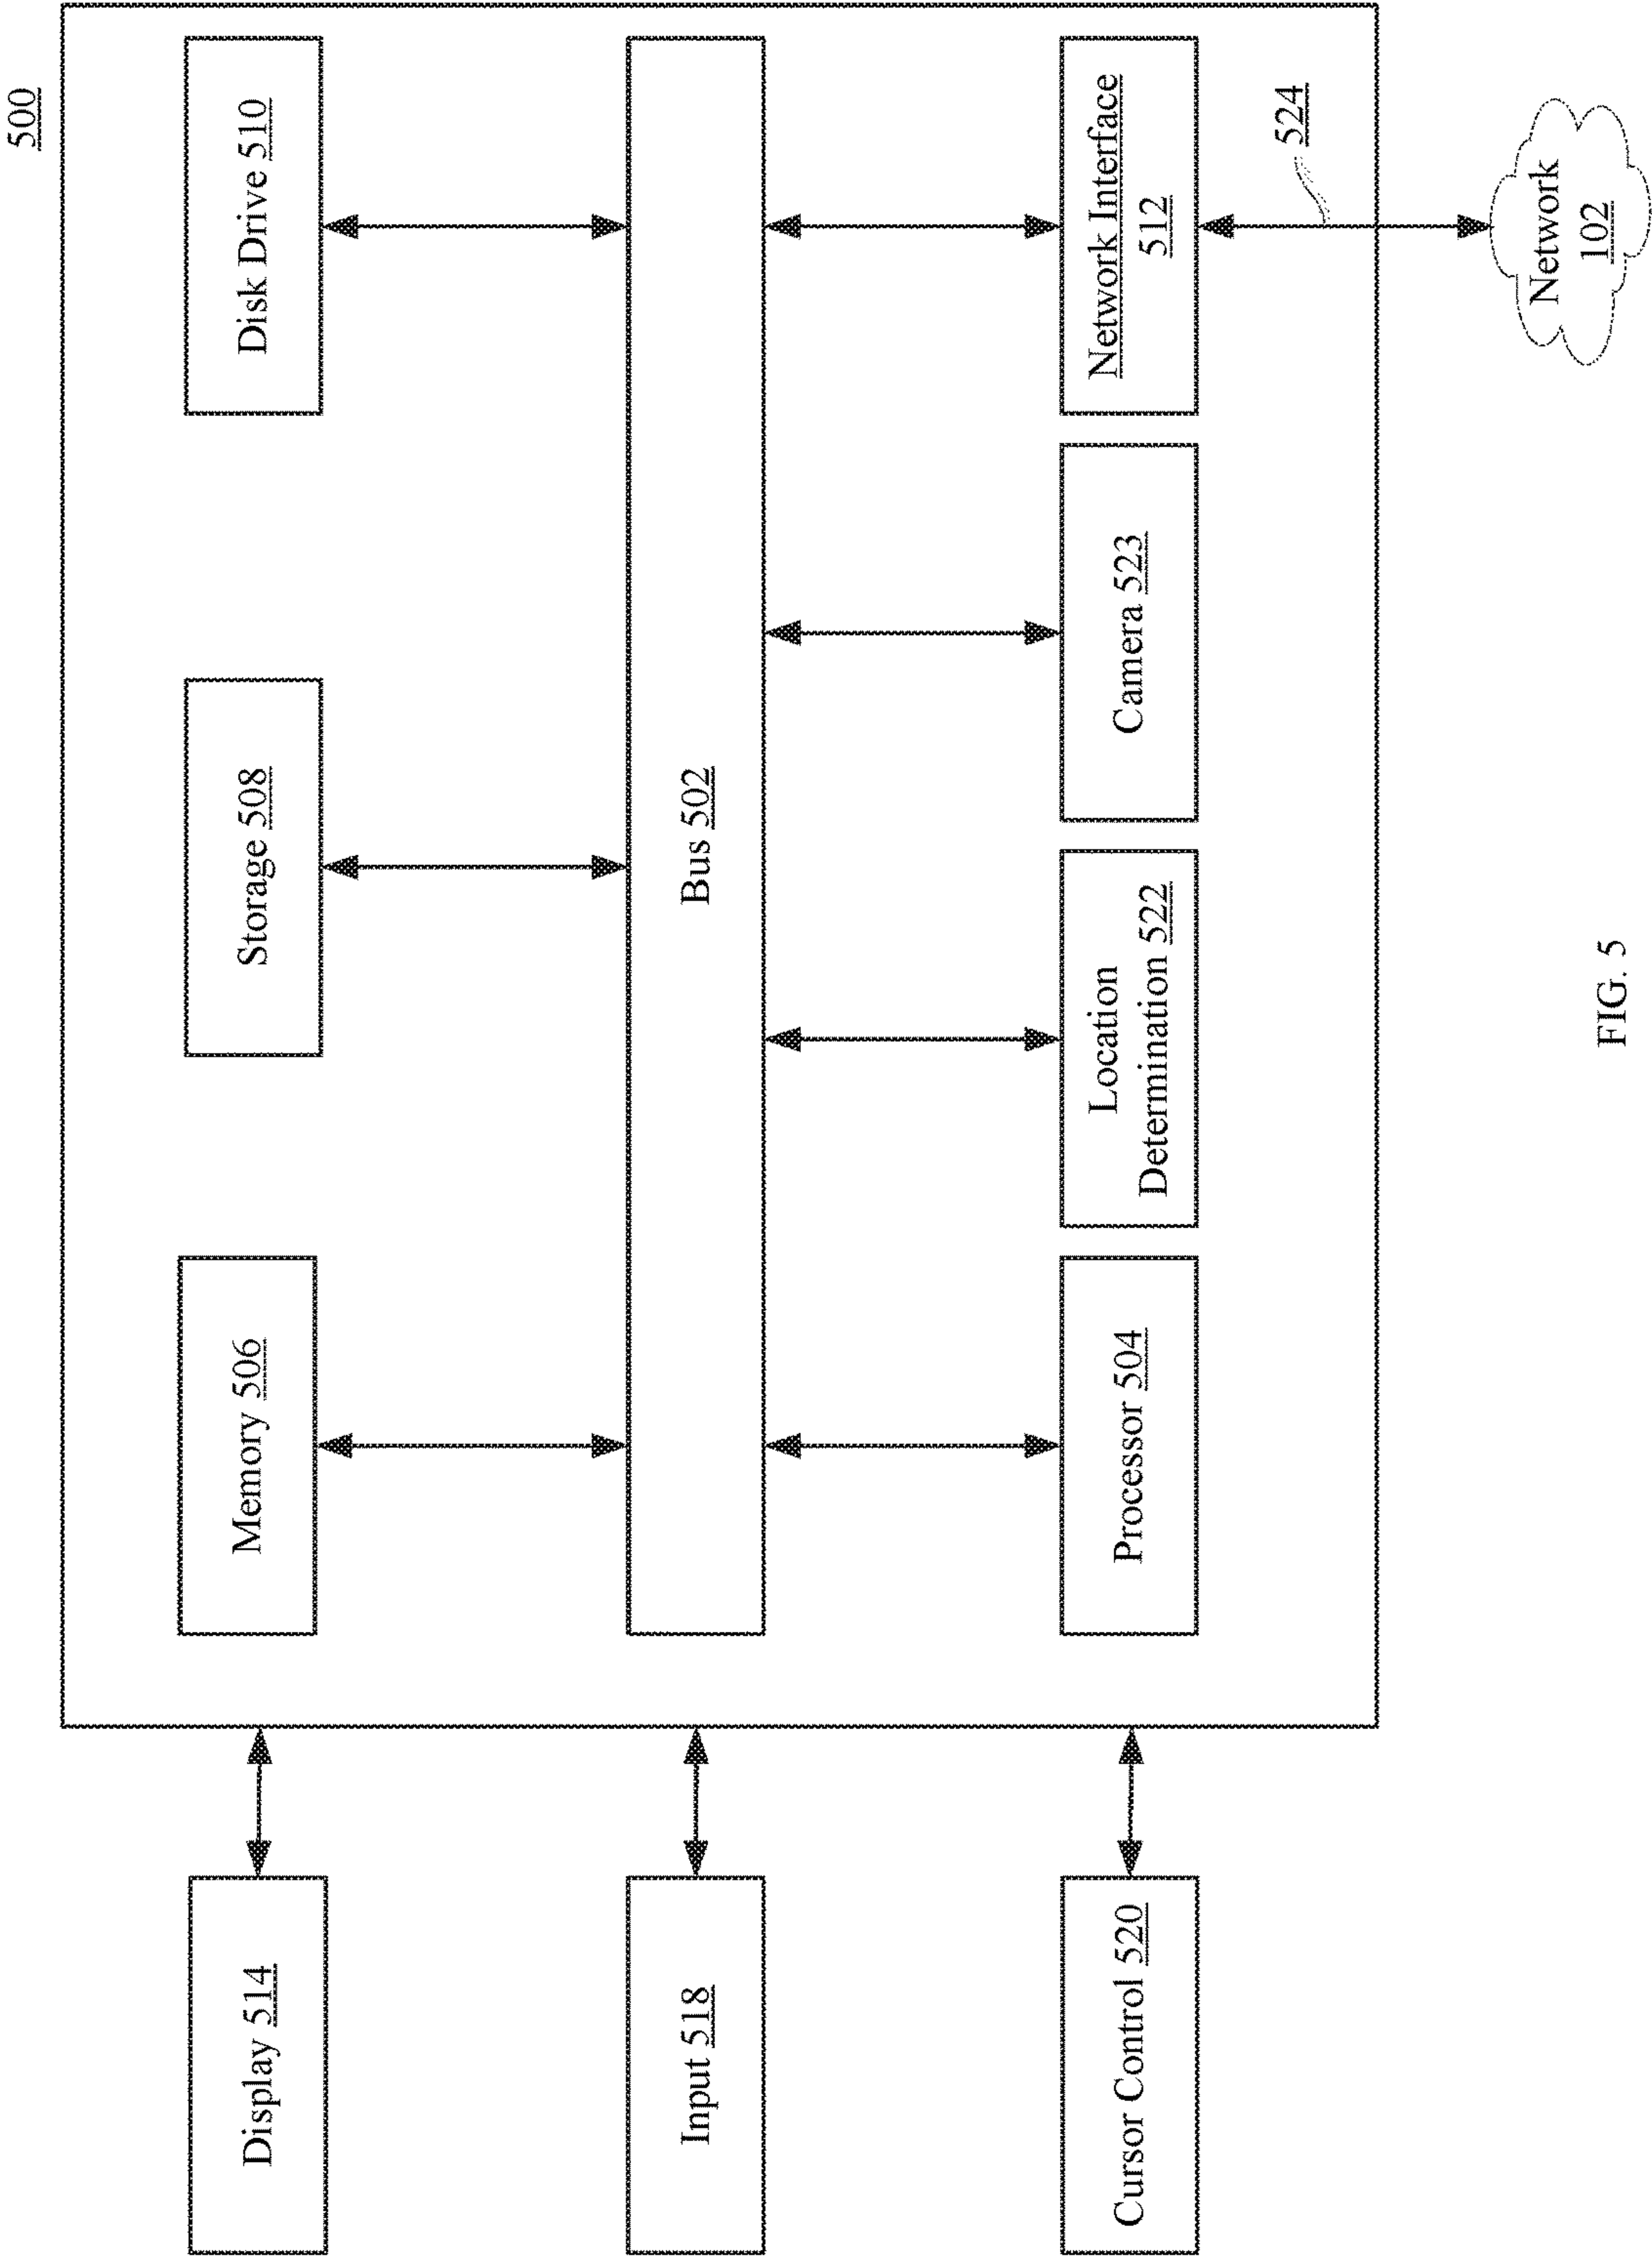 500
Display 514
Memory 506
Storage 508
Disk Drive 510
Input 518
Bus 502
Cursor Control 520
Processor 504
Location
Determination 522
Camera 523
Network Interface
512
524
Network
102
FIG. 5